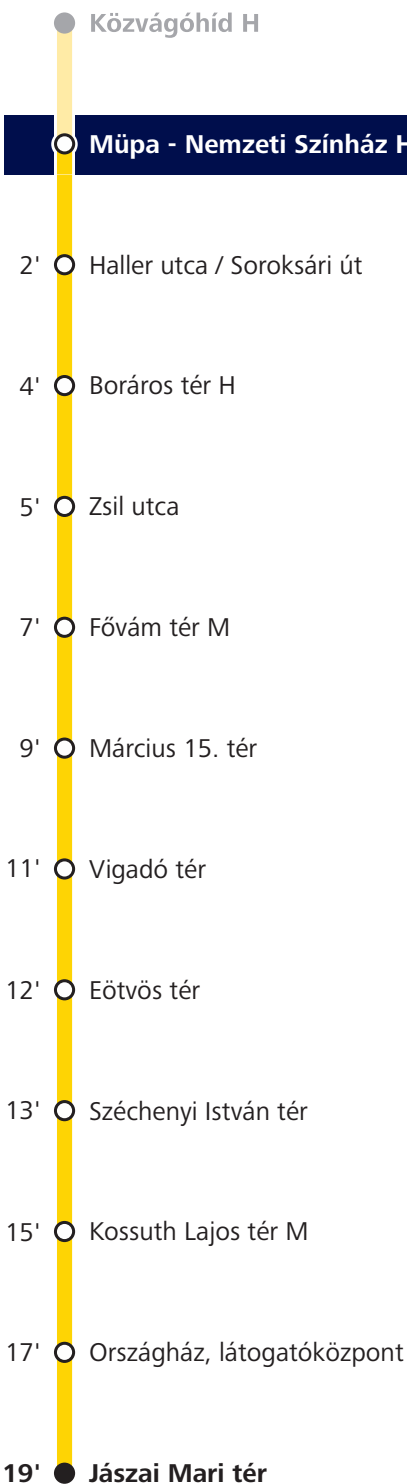 Közvágóhíd H
Müpa - Nemzeti Színház H
2' Haller utca / Soroksári út
4' Boráros tér H
5' Zsil utca
7' Fővám tér M
9' Március 15. tér
11' Vigadó tér
12' Eötvös tér
13' Széchenyi István tér
15' Kossuth Lajos tér M
17' Országház, látogatóközpont
19' Jászai Mari tér